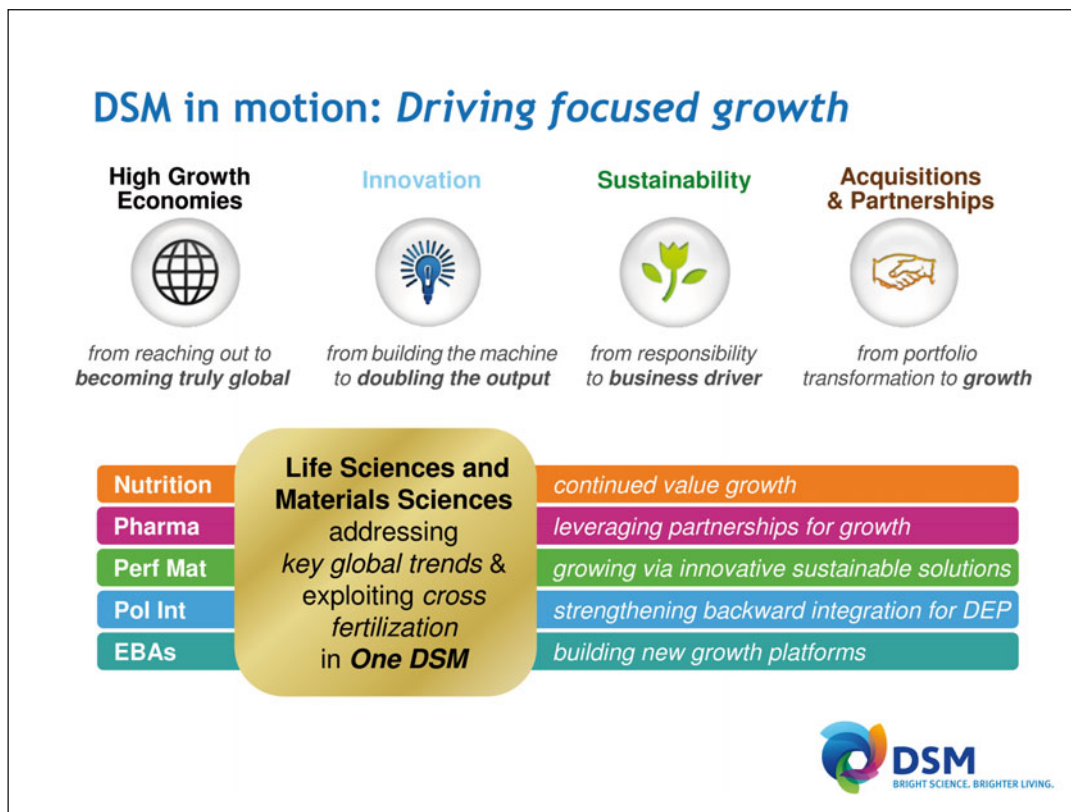 DSM in motion: Driving focused growth
High Growth
Economies
Innovation
Sustainability
Acquisitions
& Partnerships
from reaching out to
becoming truly global
from building the machine
to doubling the output
from responsibility
to business driver
from portfolio
transformation to growth
Life Sciences and
Materials Sciences
addressing
key global trends &
exploiting cross
fertilization
in One DSM
Nutrition
continued value growth
Pharma
leveraging partnerships for growth
Perf Mat
growing via innovative sustainable solutions
Pol Int
strengthening backward integration for DEP
EBAs
building new growth platforms
DSM
BRIGHT SCIENCE. BRIGHTER LIVING.